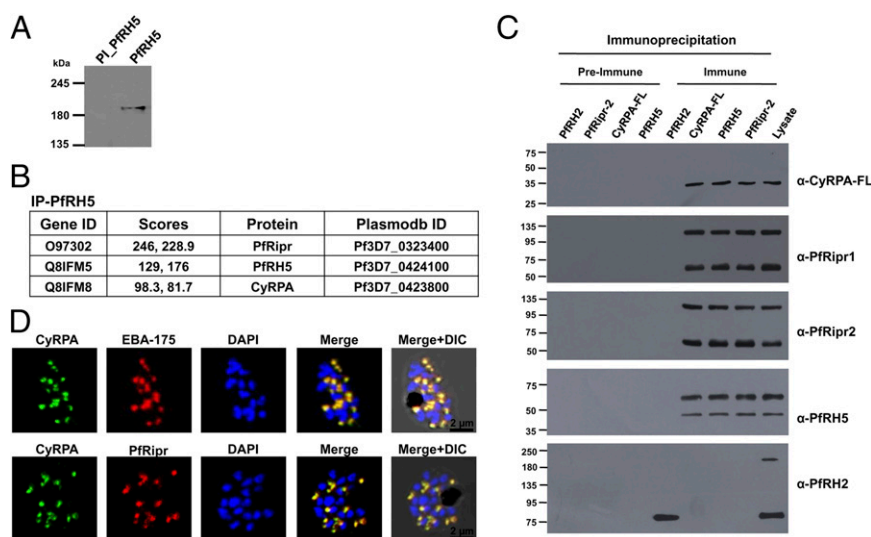 A
PI_PfRH5
PfRH5
kDa
245
180
135
B
IP-PfRH5
Gene ID Scores Protein Plasmodb ID
O97302 246, 228.9 PfRipr Pf3D7_0323400
Q8IFM5 129, 176 PfRH5 Pf3D7_0424100
Q8IFM8 98.3, 81.7 CyRPA Pf3D7_0423800
C
Immunoprecipitation
Pre-Immune Immune
PfRH2 PfRipr-2 CyRPA-FL PfRH5 PfRH2 CyRPA-FL PfRH5 PfRipr-2 Lysate
75
50
35
25
α-CyRPA-FL
135
95
75
50
α-PfRipr1
135
95
75
50
α-PfRipr2
75
50
35
α-PfRH5
250
180
135
95
75
α-PfRH2
D
CyRPA EBA-175 DAPI Merge Merge+DIC
2 µm
CyRPA PfRipr DAPI Merge Merge+DIC
2 µm